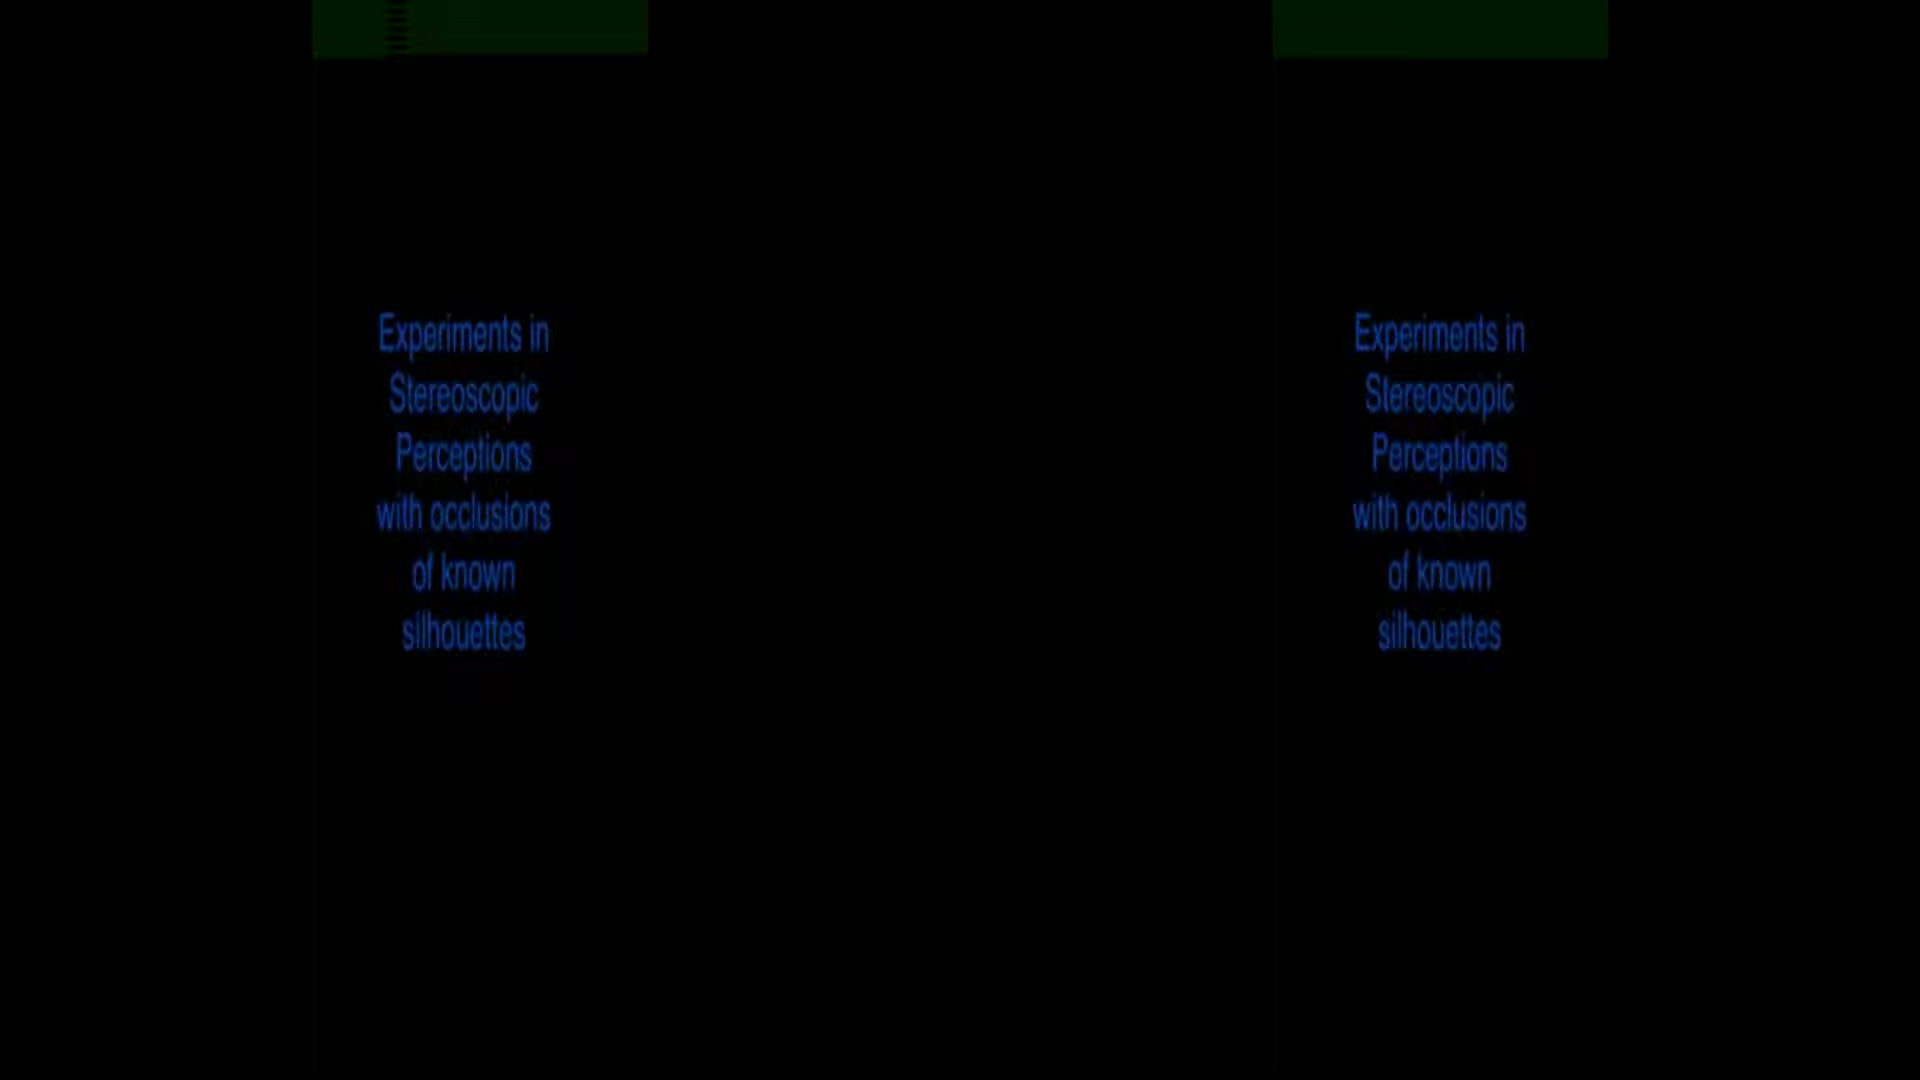 Experiments in
Stereoscopic
Perceptions
with occlusions
of known
silhouettes
Experiments in
Stereoscopic
Perceptions
with occlusions
of known
silhouettes